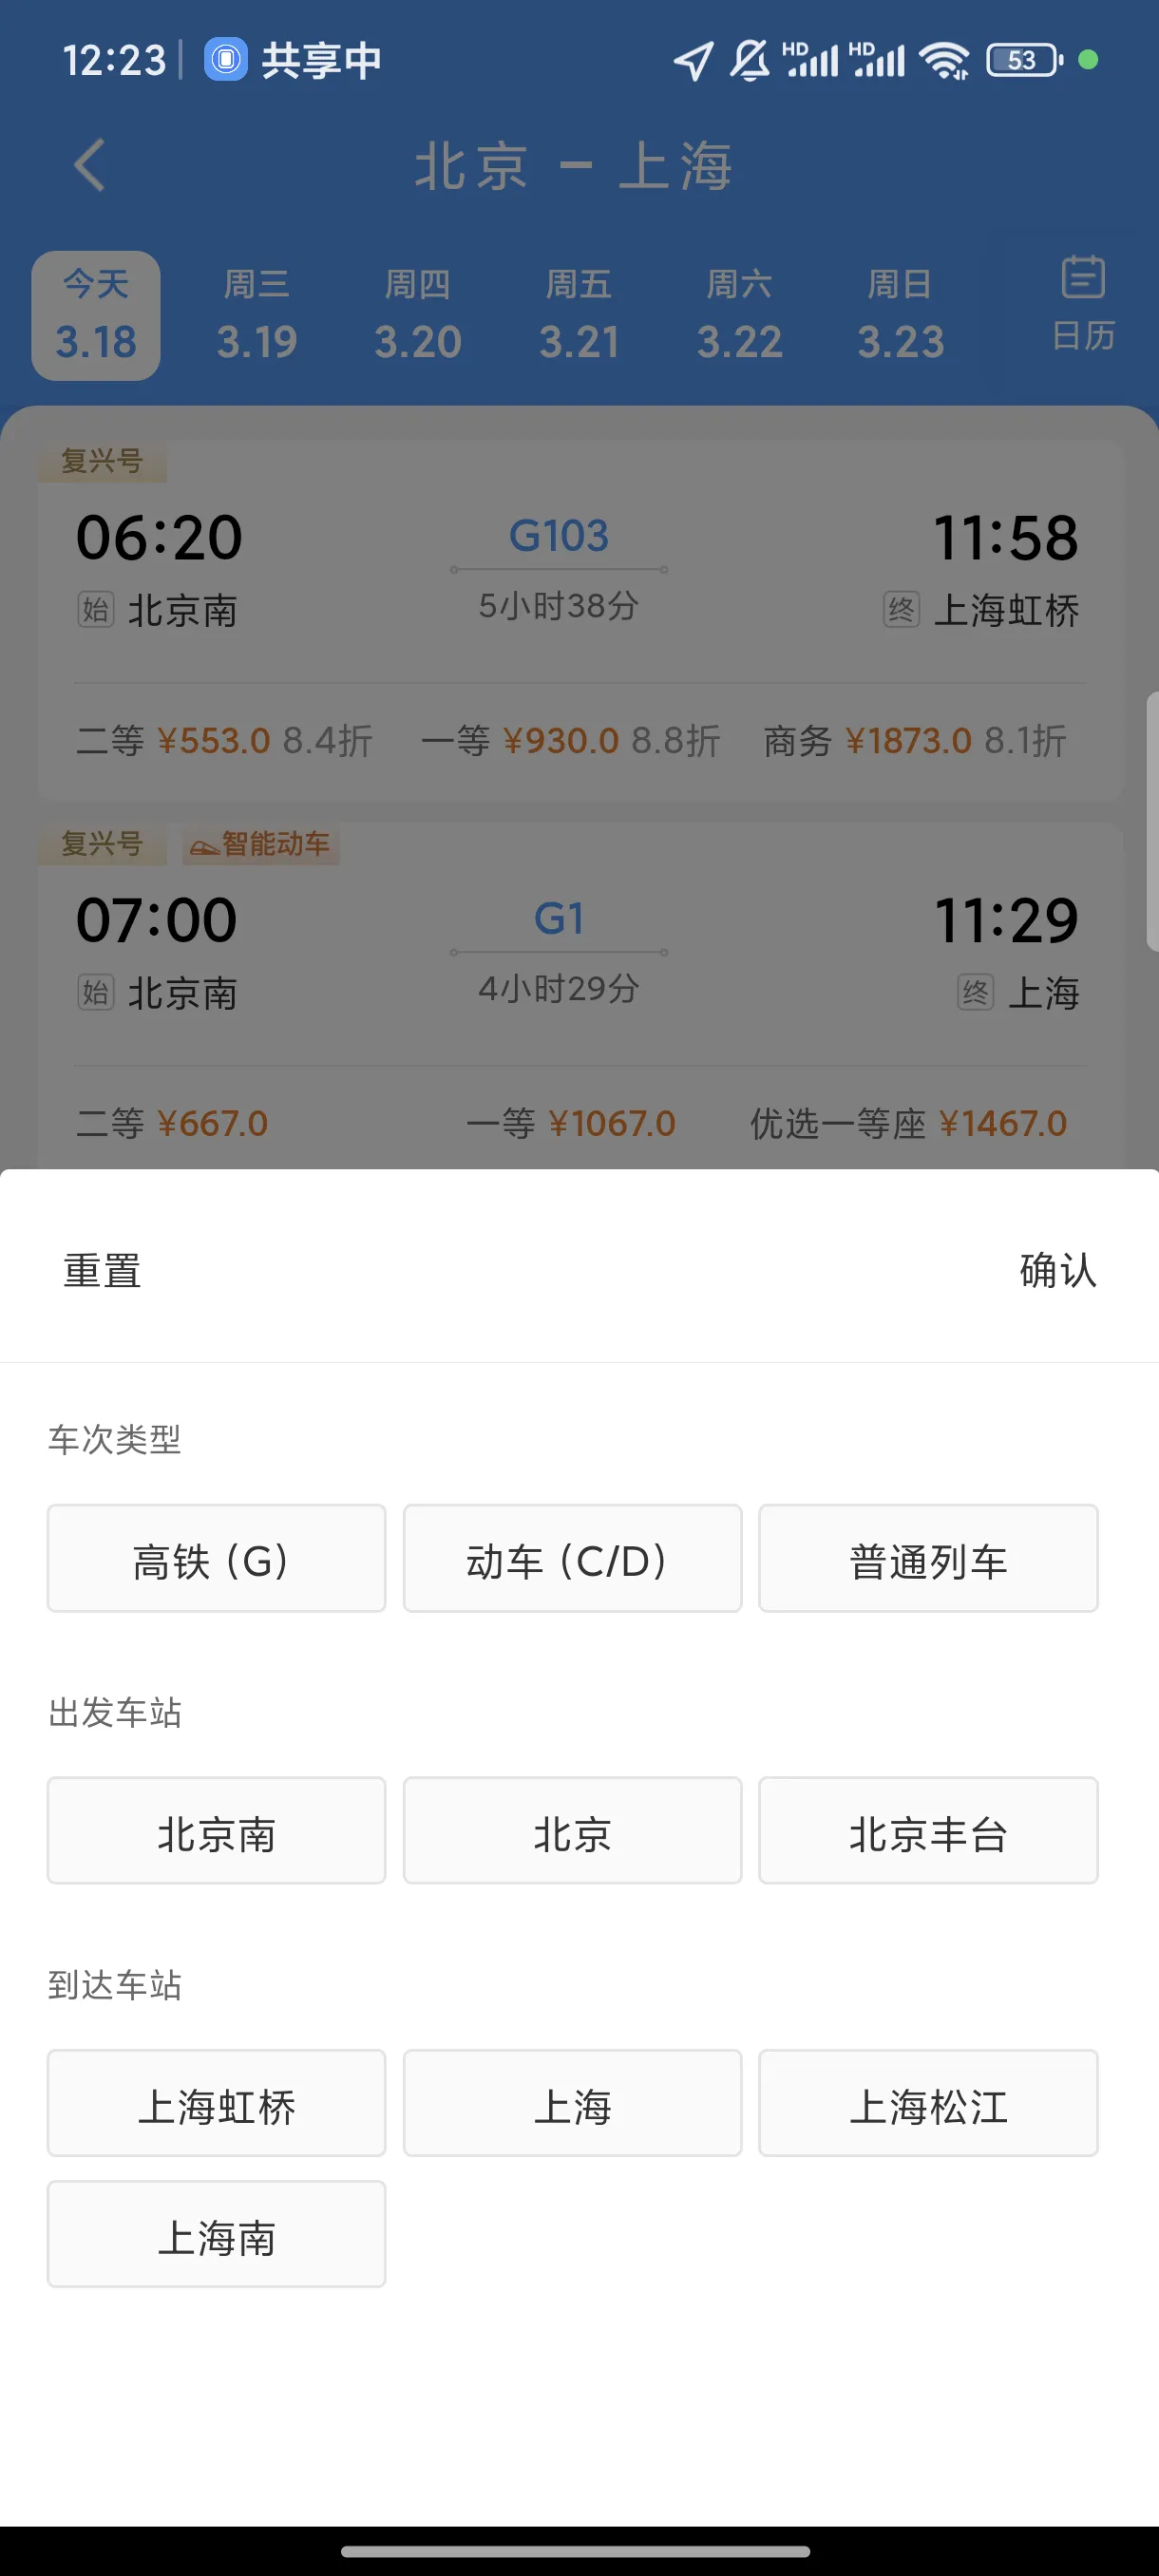 12:23 共享中 HD HD 53
北京 – 上海
今天 周三 周四 周五 周六 周日
3.18 3.19 3.20 3.21 3.22 3.23 日历
复兴号
06:20 G103 11:58
始 北京南 5小时38分 终 上海虹桥
二等 ¥553.0 8.4折 一等 ¥930.0 8.8折 商务 ¥1873.0 8.1折
复兴号 智能动车
07:00 G1 11:29
始 北京南 4小时29分 终 上海
二等 ¥667.0 一等 ¥1067.0 优选一等座 ¥1467.0
重置 确认
车次类型
高铁 (G) 动车 (C/D) 普通列车
出发车站
北京南 北京 北京丰台
到达车站
上海虹桥 上海 上海松江
上海南